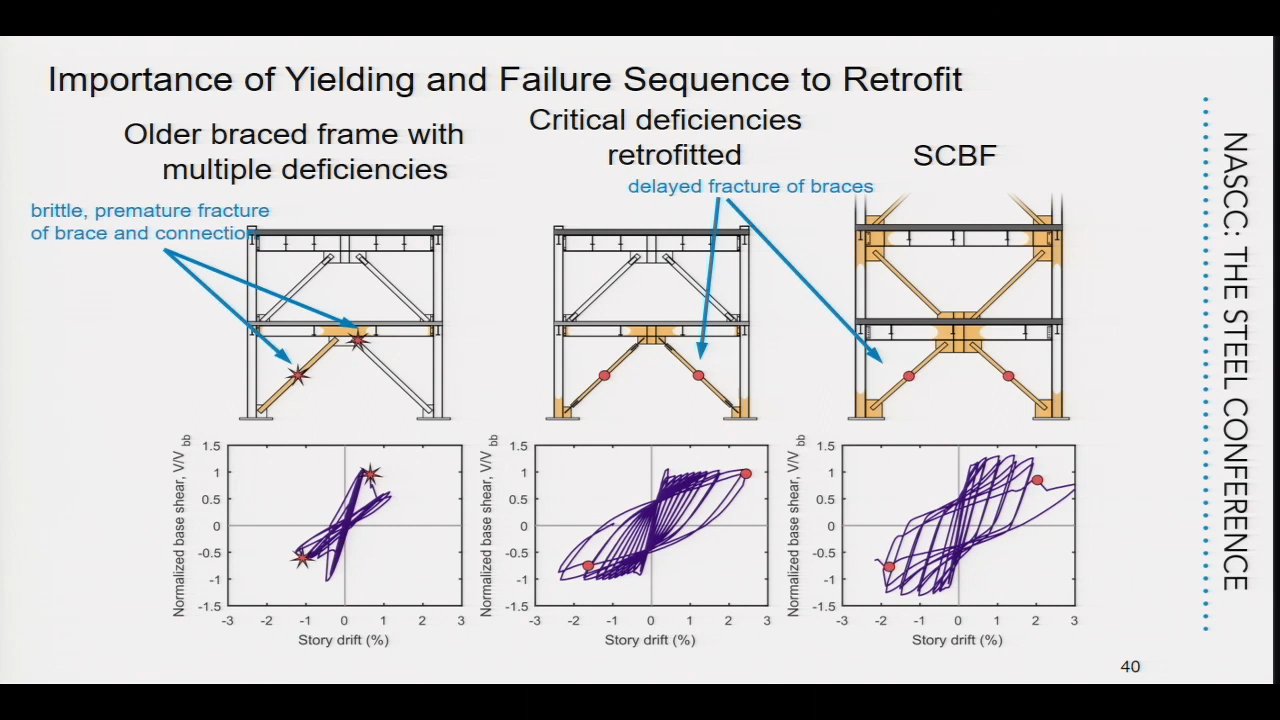 Importance of Yielding and Failure Sequence to Retrofit
Older braced frame with
multiple deficiencies
Critical deficiencies
retrofitted
SCBF
brittle, premature fracture
of brace and connection
delayed fracture of braces
Normalized base shear, V/Vbb
1.5
1
0.5
0
-0.5
-1
-1.5
-3 -2 -1 0 1 2 3
Story drift (%)
Normalized base shear, V/Vbb
1.5
1
0.5
0
-0.5
-1
-1.5
-3 -2 -1 0 1 2 3
Story drift (%)
Normalized base shear, V/Vbb
1.5
1
0.5
0
-0.5
-1
-1.5
-3 -2 -1 0 1 2 3
Story drift (%)
NASCC: THE STEEL CONFERENCE
40